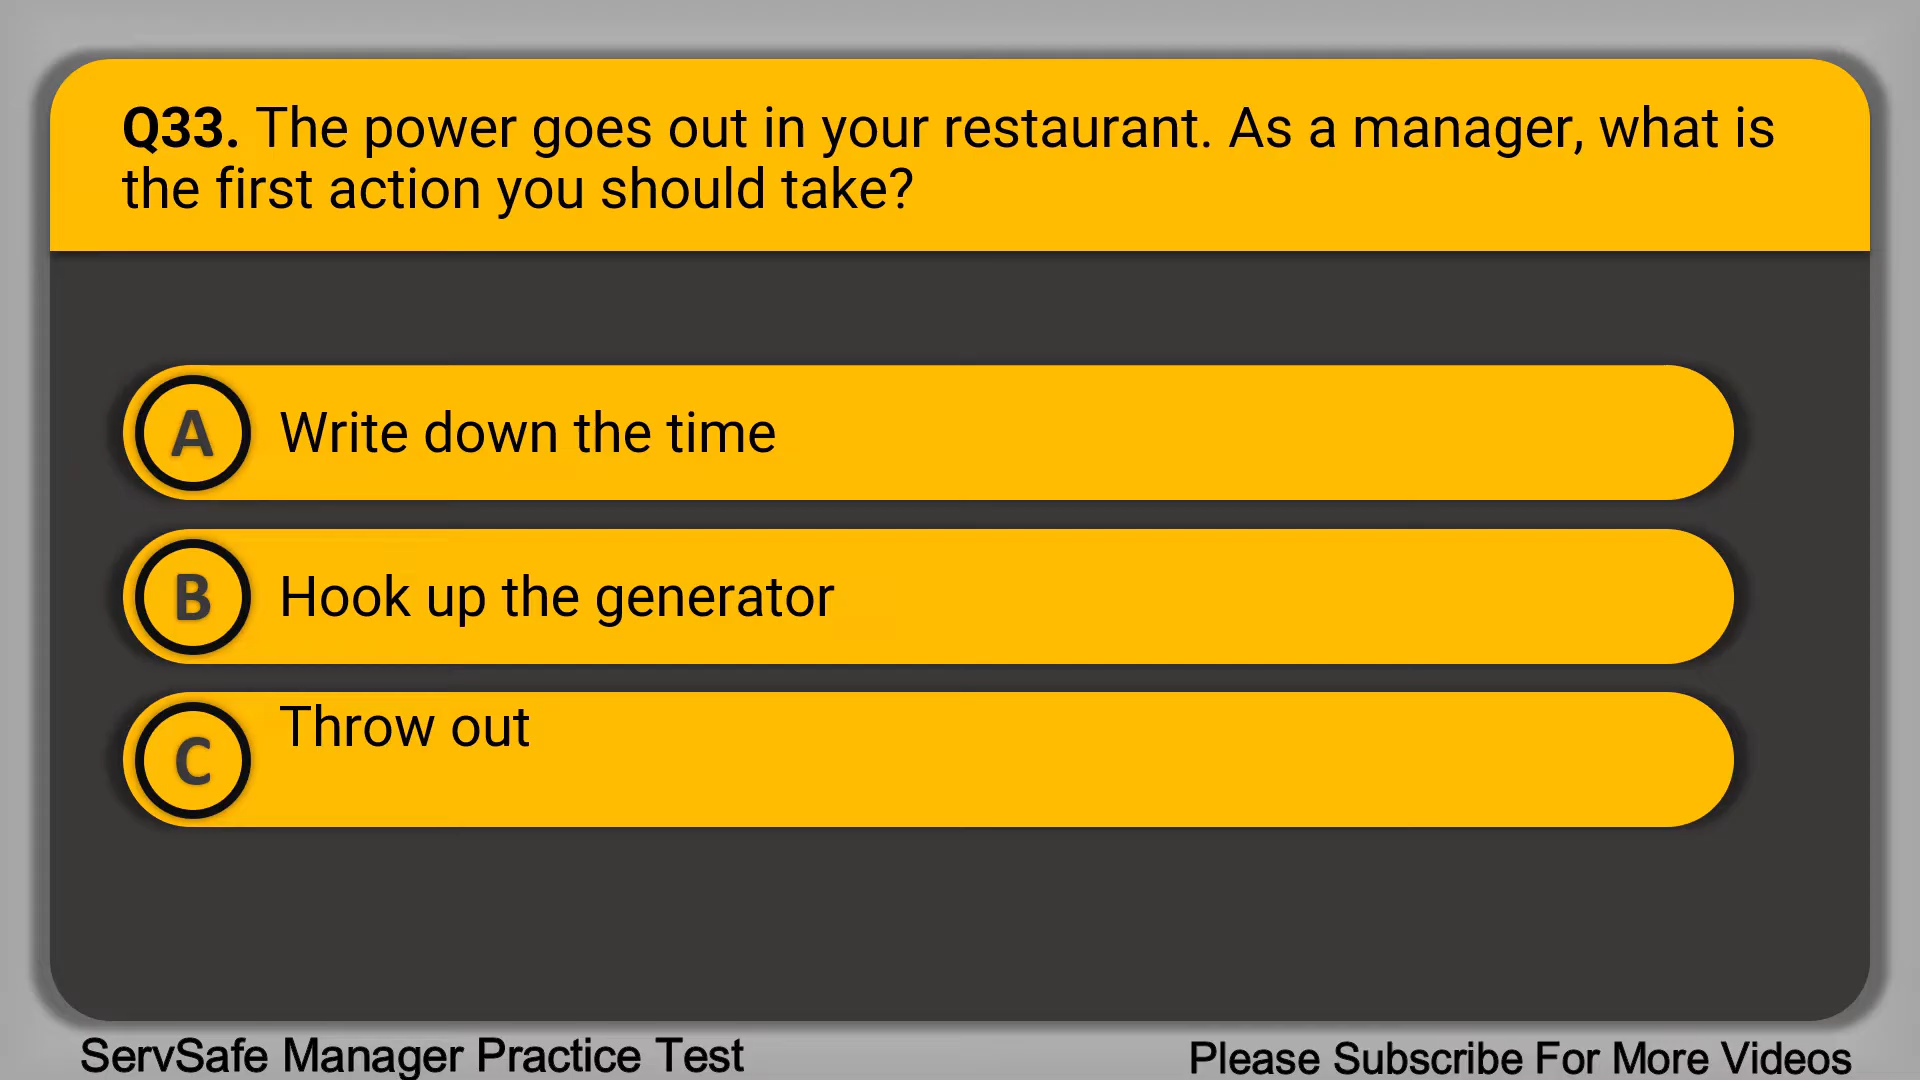 Q33. The power goes out in your restaurant. As a manager, what is
the first action you should take?
A
Write down the time
B
Hook up the generator
C
Throw out
ServSafe Manager Practice Test
Please Subscribe For More Videos